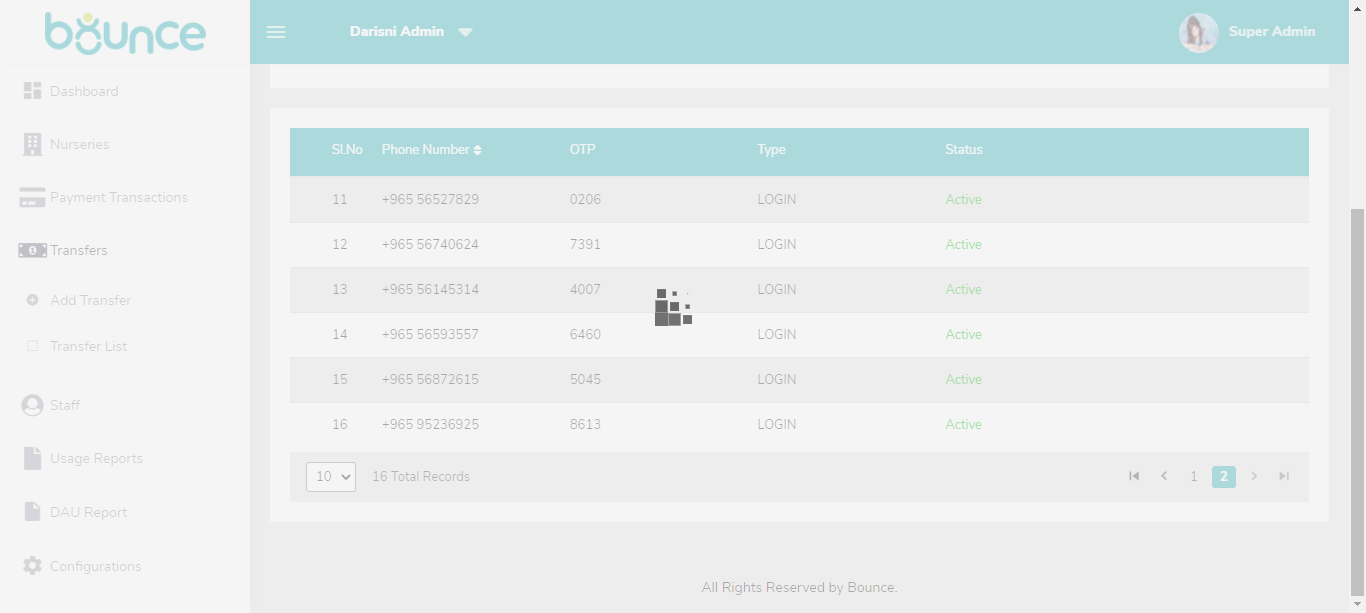 bounce
Darisni Admin
Super Admin
Dashboard
Nurseries
Payment Transactions
Transfers
Add Transfer
Transfer List
Staff
Usage Reports
DAU Report
Configurations
Sl.No Phone Number OTP Type Status
11 +965 56527829 0206 LOGIN Active
12 +965 56740624 7391 LOGIN Active
13 +965 56145314 4007 LOGIN Active
14 +965 56593557 6460 LOGIN Active
15 +965 56872615 5045 LOGIN Active
16 +965 95236925 8613 LOGIN Active
10 16 Total Records 1 2
All Rights Reserved by Bounce.